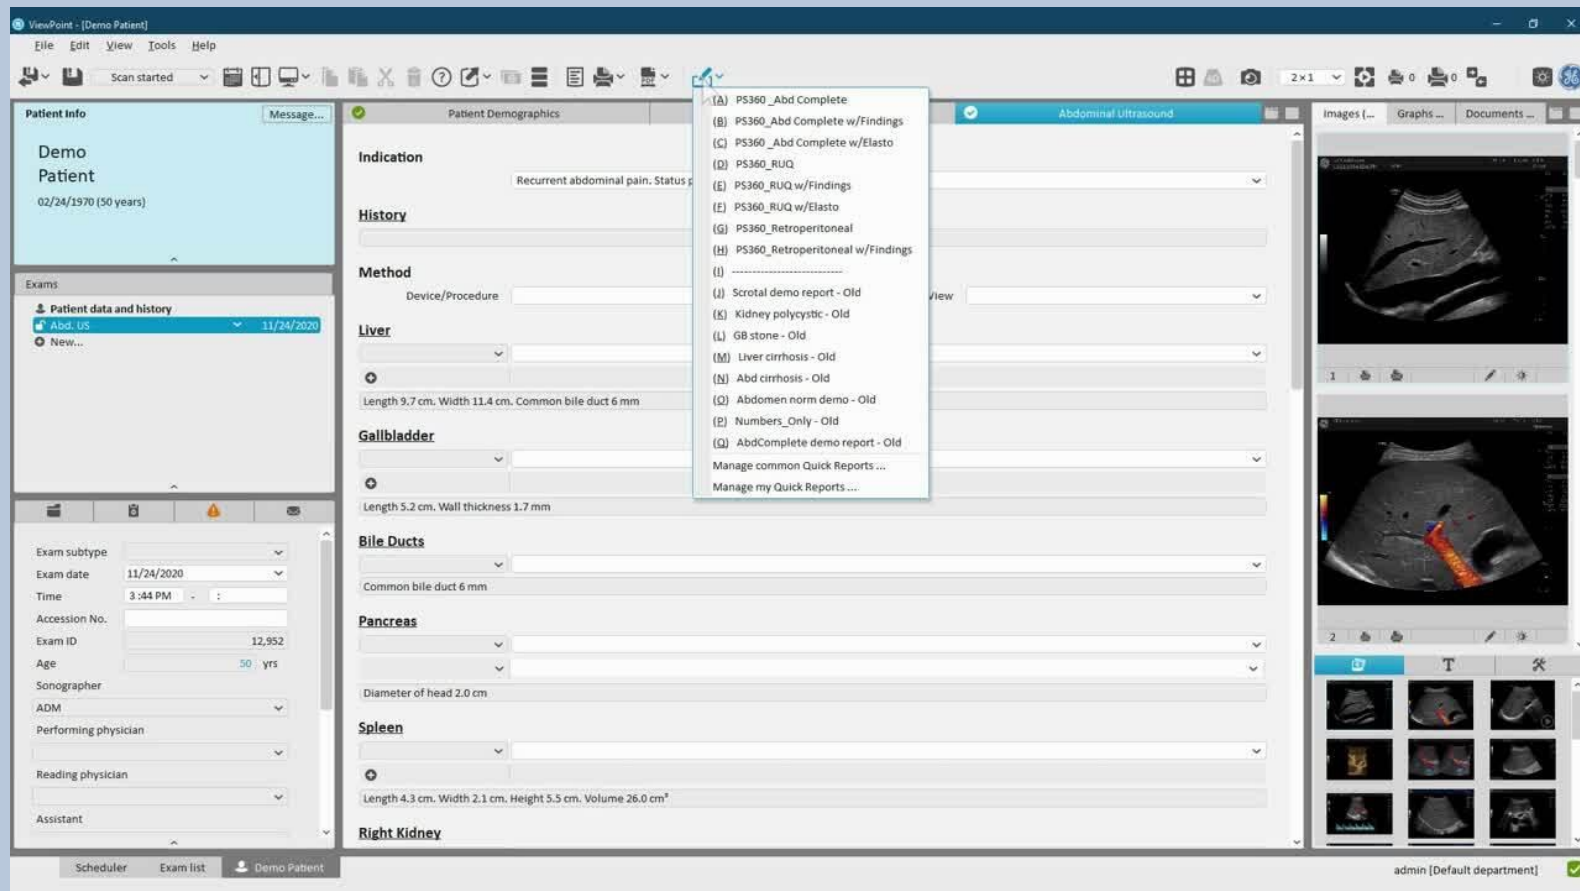 ViewPoint - [Demo Patient]
File Edit View Tools Help
Scan started
2×1
0
0
Patient Info
Message...
Demo
Patient
02/24/1970 (50 years)
Exams
Patient data and history
Abd. US 11/24/2020
New...
Exam subtype
Exam date 11/24/2020
Time 3:44 PM - :
Accession No.
Exam ID 12,952
Age 50 yrs
Sonographer
ADM
Performing physician
Reading physician
Assistant
Patient Demographics
Abdominal Ultrasound
Indication
Recurrent abdominal pain. Status
History
Method
Device/Procedure
View
Liver
Length 9.7 cm. Width 11.4 cm. Common bile duct 6 mm
Gallbladder
Length 5.2 cm. Wall thickness 1.7 mm
Bile Ducts
Common bile duct 6 mm
Pancreas
Diameter of head 2.0 cm
Spleen
Length 4.3 cm. Width 2.1 cm. Height 5.5 cm. Volume 26.0 cm³
Right Kidney
(A) PS360 _Abd Complete
(B) PS360_Abd Complete w/Findings
(C) PS360 _Abd Complete w/Elasto
(D) PS360_RUQ
(E) PS360_RUQ w/Findings
(F) PS360_RUQ w/Elasto
(G) PS360_Retroperitoneal
(H) PS360_Retroperitoneal w/Findings
(I) ---------------------------
(J) Scrotal demo report - Old
(K) Kidney polycystic - Old
(L) GB stone - Old
(M) Liver cirrhosis - Old
(N) Abd cirrhosis - Old
(O) Abdomen norm demo - Old
(P) Numbers_Only - Old
(Q) AbdComplete demo report - Old
Manage common Quick Reports ...
Manage my Quick Reports ...
Images (... Graphs ... Documents ...
1
2
T
Scheduler Exam list Demo Patient
admin [Default department]